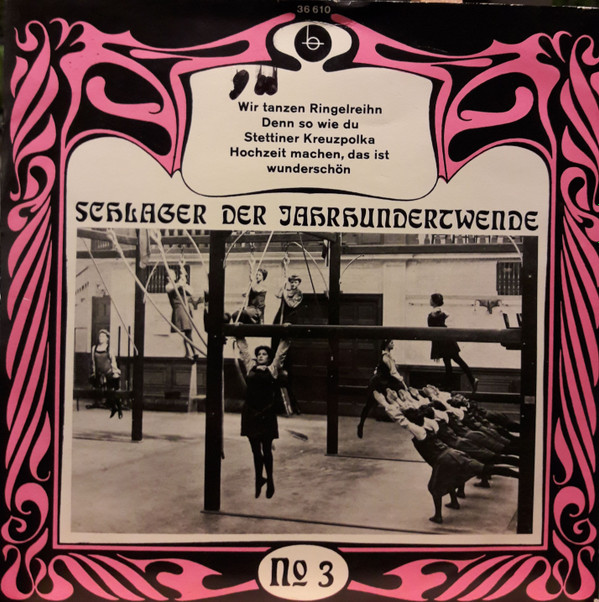 36 610
Wir tanzen Ringelreihn
Denn so wie du
Stettiner Kreuzpolka
Hochzeit machen, das ist
wunderschön
SCHLAGER DER JAHRHUNDERTWENDE
No 3